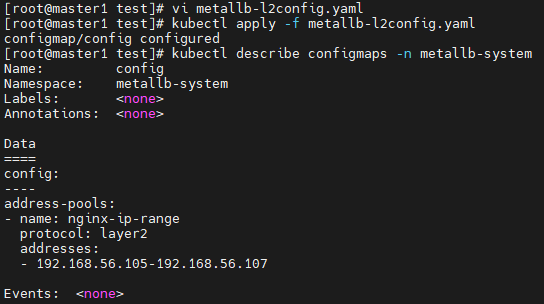 [root@master1 test]# vi metallb-l2config.yaml
[root@master1 test]# kubectl apply -f metallb-l2config.yaml
configmap/config configured
[root@master1 test]# kubectl describe configmaps -n metallb-system
Name:         config
Namespace:    metallb-system
Labels:       <none>
Annotations:  <none>

Data
====
config:
----
address-pools:
- name: nginx-ip-range
  protocol: layer2
  addresses:
  - 192.168.56.105-192.168.56.107

Events:  <none>